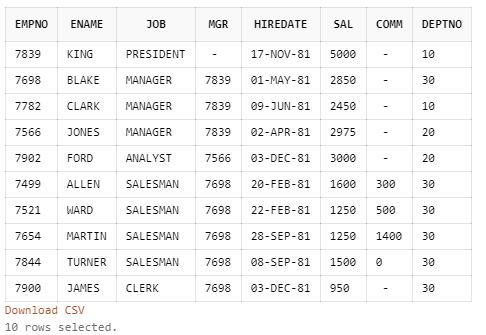 EMPNO ENAME JOB MGR HIREDATE SAL COMM DEPTNO
7839 KING PRESIDENT - 17-NOV-81 5000 - 10
7698 BLAKE MANAGER 7839 01-MAY-81 2850 - 30
7782 CLARK MANAGER 7839 09-JUN-81 2450 - 10
7566 JONES MANAGER 7839 02-APR-81 2975 - 20
7902 FORD ANALYST 7566 03-DEC-81 3000 - 20
7499 ALLEN SALESMAN 7698 20-FEB-81 1600 300 30
7521 WARD SALESMAN 7698 22-FEB-81 1250 500 30
7654 MARTIN SALESMAN 7698 28-SEP-81 1250 1400 30
7844 TURNER SALESMAN 7698 08-SEP-81 1500 0 30
7900 JAMES CLERK 7698 03-DEC-81 950 - 30
Download CSV
10 rows selected.